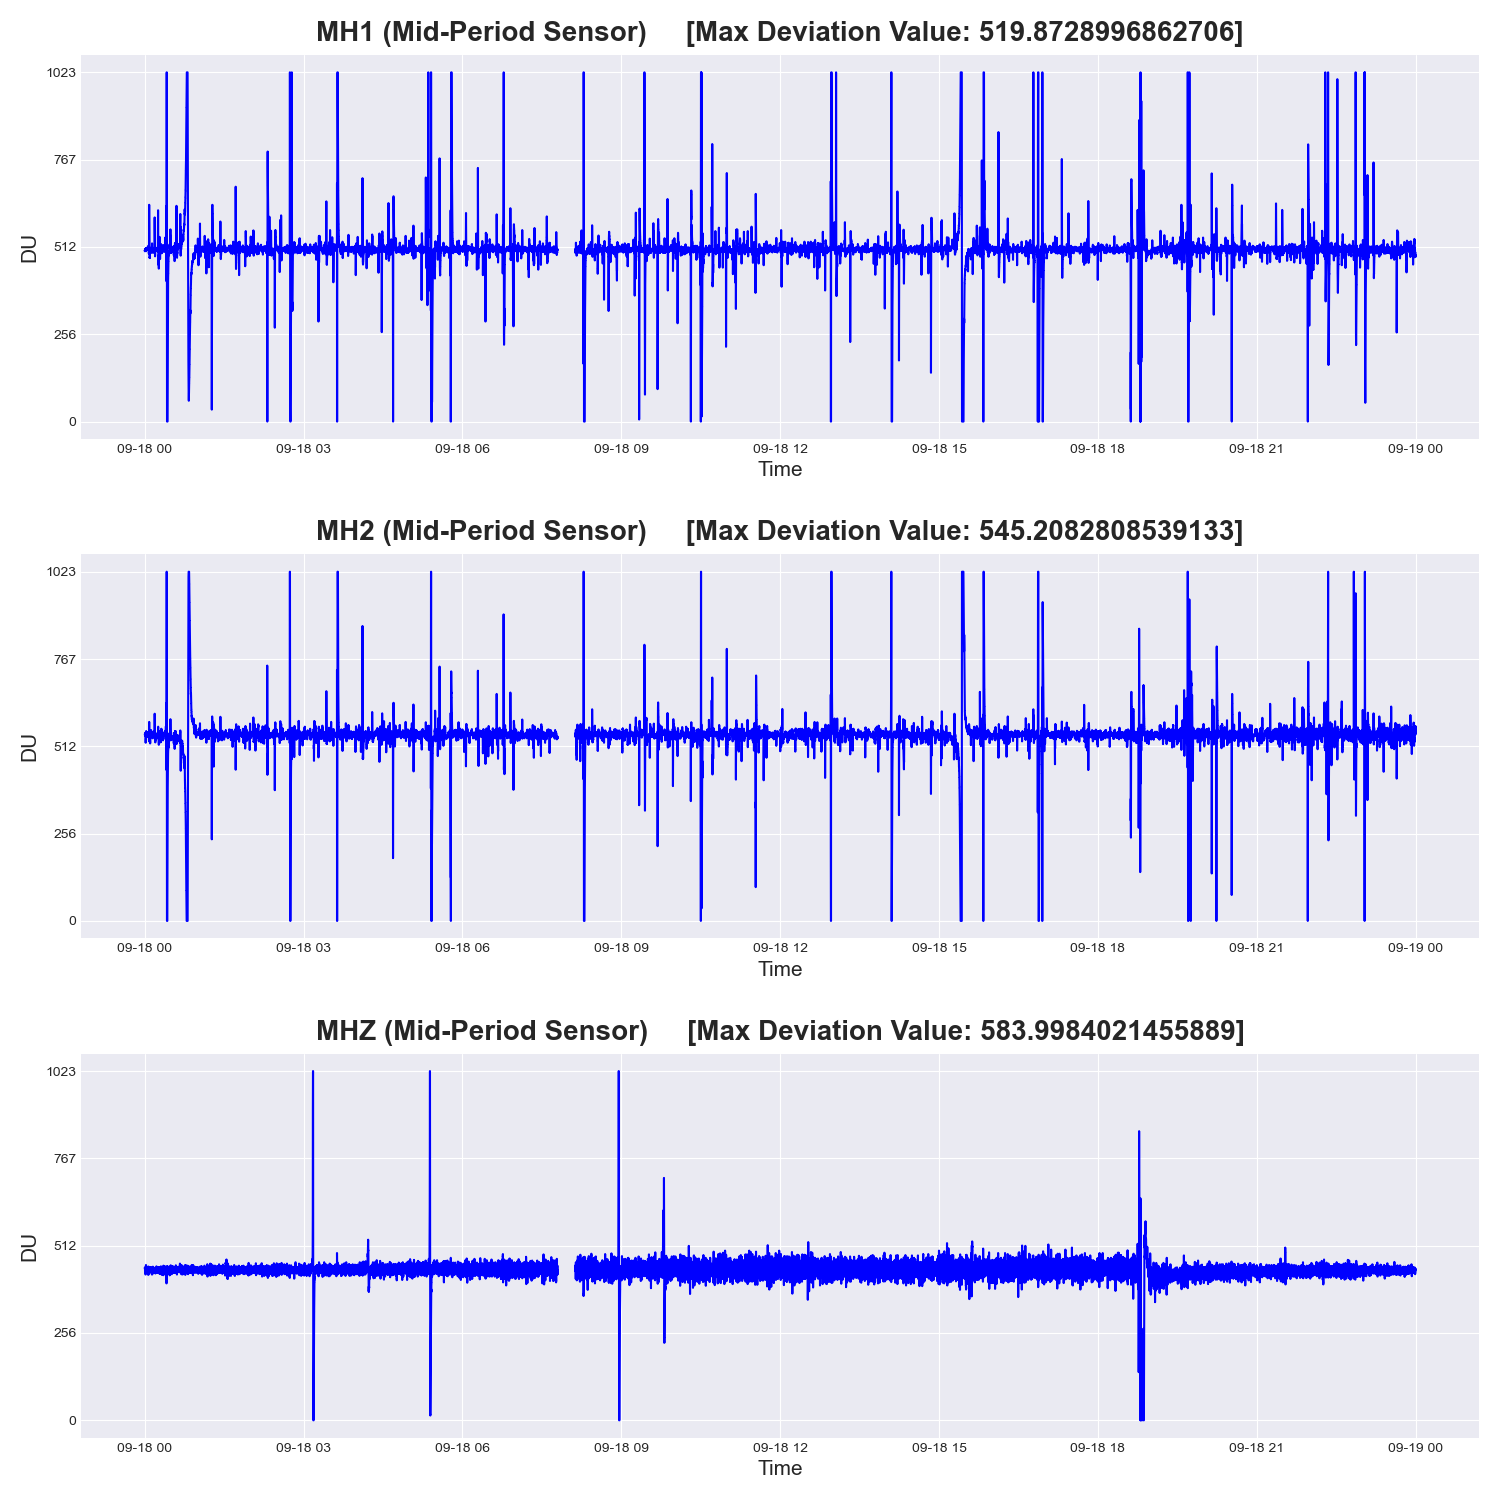 MH1 (Mid-Period Sensor) [Max Deviation Value: 519.8728996862706]
1023
767
512
256
0
DU
09-18 00 09-18 03 09-18 06 09-18 09 09-18 12 09-18 15 09-18 18 09-18 21 09-19 00
Time
MH2 (Mid-Period Sensor) [Max Deviation Value: 545.2082808539133]
1023
767
512
256
0
DU
09-18 00 09-18 03 09-18 06 09-18 09 09-18 12 09-18 15 09-18 18 09-18 21 09-19 00
Time
MHZ (Mid-Period Sensor) [Max Deviation Value: 583.9984021455889]
1023
767
512
256
0
DU
09-18 00 09-18 03 09-18 06 09-18 09 09-18 12 09-18 15 09-18 18 09-18 21 09-19 00
Time